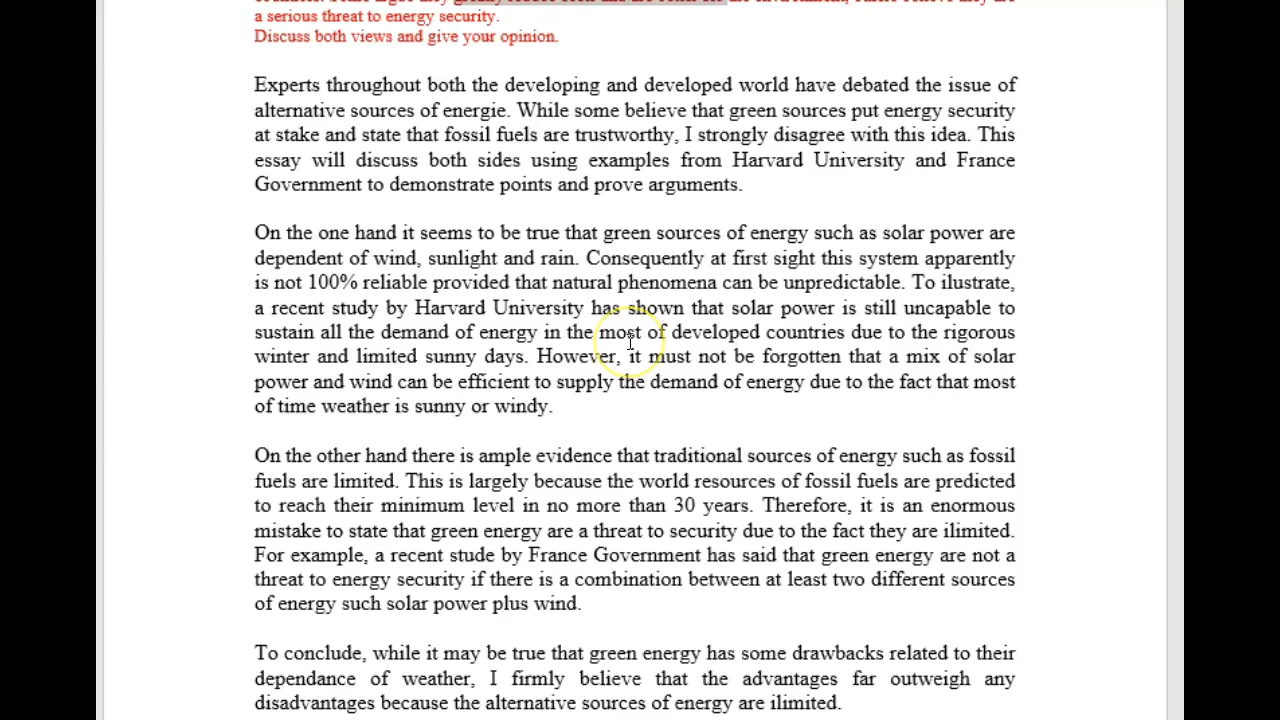 a serious threat to energy security.
Discuss both views and give your opinion.
Experts throughout both the developing and developed world have debated the issue of
alternative sources of energie. While some believe that green sources put energy security
at stake and state that fossil fuels are trustworthy, I strongly disagree with this idea. This
essay will discuss both sides using examples from Harvard University and France
Government to demonstrate points and prove arguments.
On the one hand it seems to be true that green sources of energy such as solar power are
dependent of wind, sunlight and rain. Consequently at first sight this system apparently
is not 100% reliable provided that natural phenomena can be unpredictable. To ilustrate,
a recent study by Harvard University has shown that solar power is still uncapable to
sustain all the demand of energy in the most of developed countries due to the rigorous
winter and limited sunny days. However, it must not be forgotten that a mix of solar
power and wind can be efficient to supply the demand of energy due to the fact that most
of time weather is sunny or windy.
On the other hand there is ample evidence that traditional sources of energy such as fossil
fuels are limited. This is largely because the world resources of fossil fuels are predicted
to reach their minimum level in no more than 30 years. Therefore, it is an enormous
mistake to state that green energy are a threat to security due to the fact they are ilimited.
For example, a recent stude by France Government has said that green energy are not a
threat to energy security if there is a combination between at least two different sources
of energy such solar power plus wind.
To conclude, while it may be true that green energy has some drawbacks related to their
dependance of weather, I firmly believe that the advantages far outweigh any
disadvantages because the alternative sources of energy are ilimited.